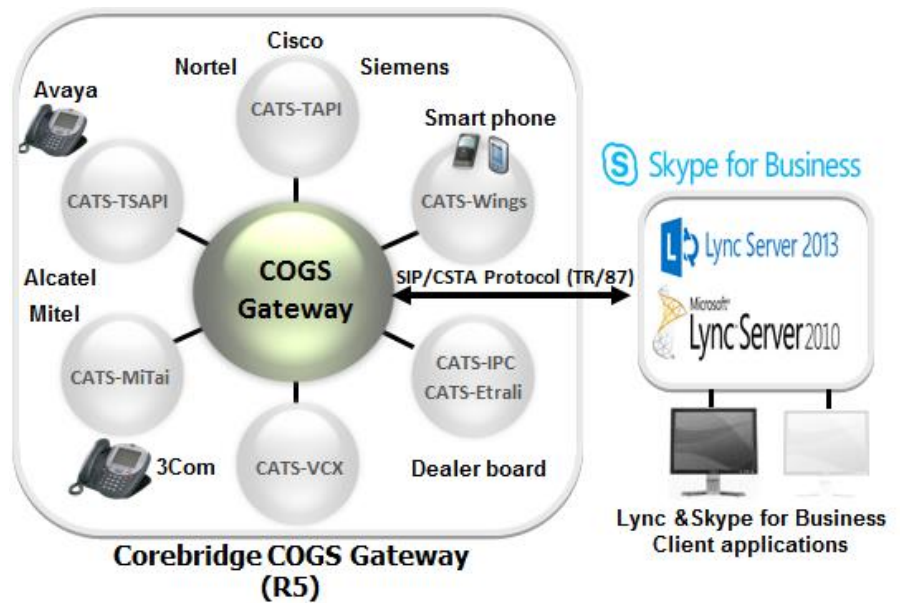 Cisco
Nortel
Siemens
Avaya
CATS-TAPI
Smart phone
CATS-TSAPI
CATS-Wings
S Skype for Business
COGS
Gateway
SIP/CSTA Protocol (TR/87)
Lync Server 2013
Microsoft®
Lync Server 2010
Alcatel
Mitel
CATS-MiTai
CATS-IPC
CATS-Etrali
3Com
CATS-VCX
Dealer board
Lync &Skype for Business
Client applications
Corebridge COGS Gateway
(R5)